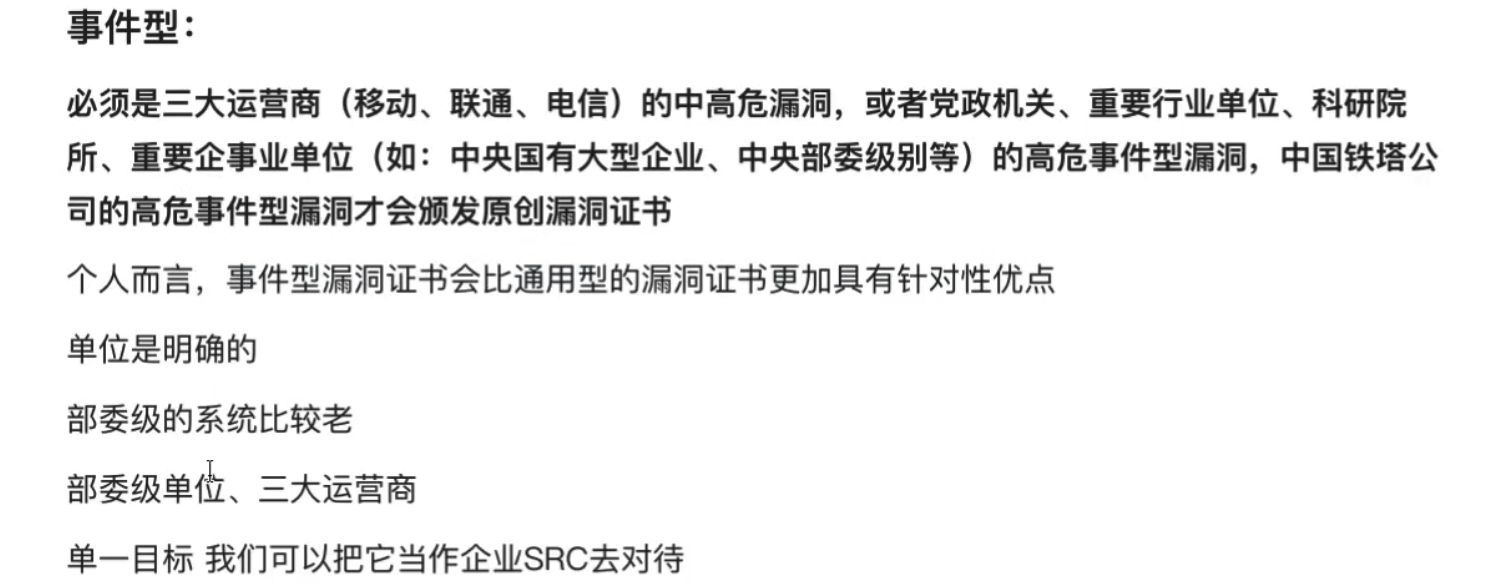 事件型：
必须是三大运营商（移动、联通、电信）的中高危漏洞，或者党政机关、重要行业单位、科研院
所、重要企事业单位（如：中央国有大型企业、中央部委级别等）的高危事件型漏洞，中国铁塔公
司的高危事件型漏洞才会颁发原创漏洞证书
个人而言，事件型漏洞证书会比通用型的漏洞证书更加具有针对性优点
单位是明确的
部委级的系统比较老
部委级单位、三大运营商
单一目标 我们可以把它当作企业SRC去对待